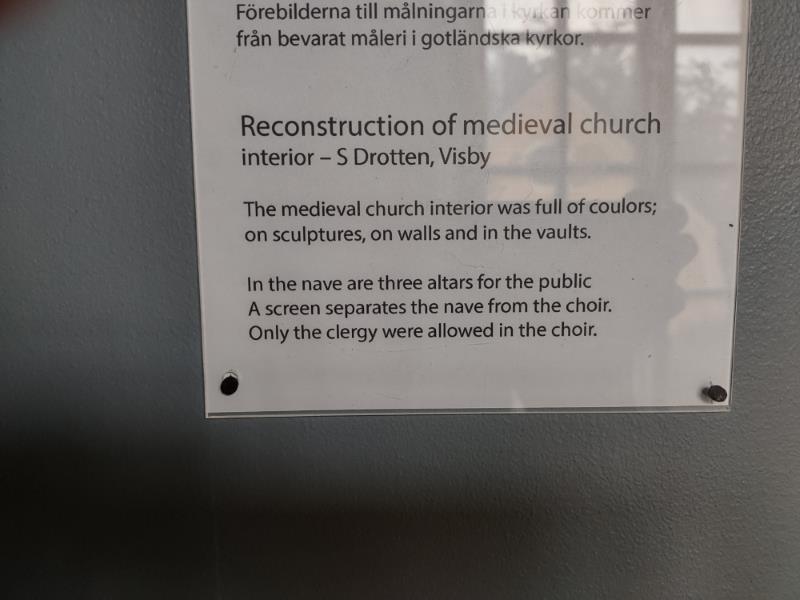 Förebilderna till målningarna i kyrkan kommer
från bevarat måleri i gotländska kyrkor.
Reconstruction of medieval church
interior – S Drotten, Visby
The medieval church interior was full of coulors;
on sculptures, on walls and in the vaults.
In the nave are three altars for the public
A screen separates the nave from the choir.
Only the clergy were allowed in the choir.